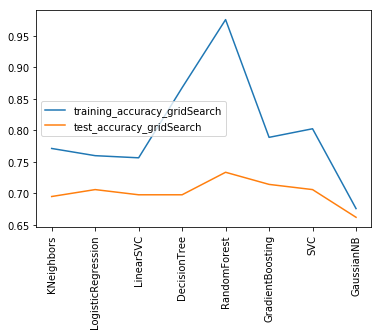 0.95
0.90
0.85
0.80
0.75
0.70
0.65
training_accuracy_gridSearch
test_accuracy_gridSearch
KNeighbors
LogisticRegression
LinearSVC
DecisionTree
RandomForest
GradientBoosting
SVC
GaussianNB